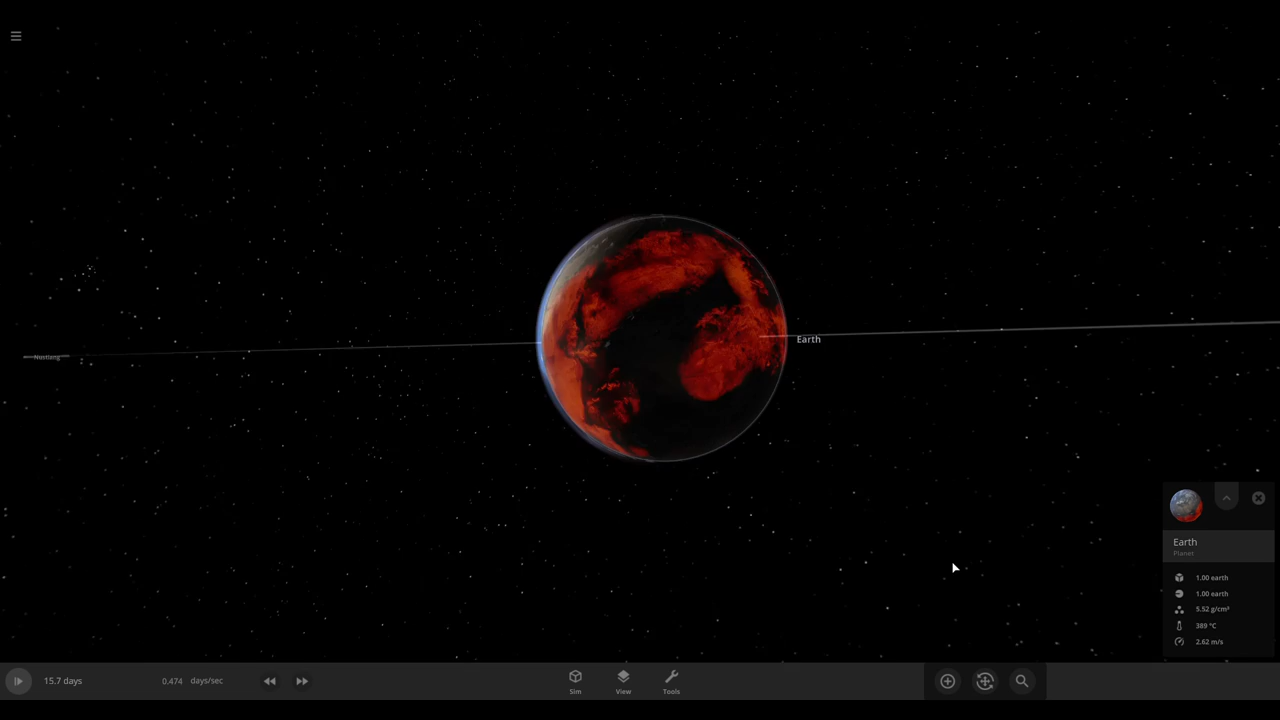 Nustieng
Earth
Earth
Planet
1.00 earth
1.00 earth
5.52 g/cm³
389 °C
2.62 m/s
15.7 days
0.474 days/sec
Sim
View
Tools